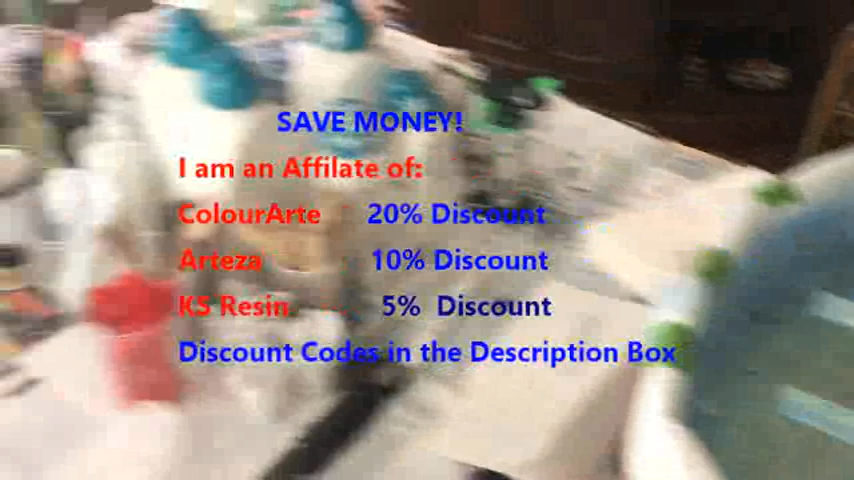 SAVE MONEY!
I am an Affilate of:
ColourArte 20% Discount
Arteza 10% Discount
KS Resin 5% Discount
Discount Codes in the Description Box